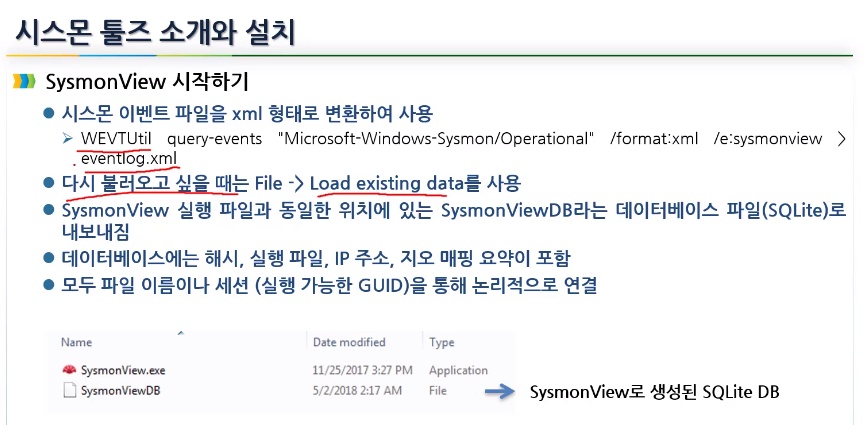 시스몬 툴즈 소개와 설치
SysmonView 시작하기
시스몬 이벤트 파일을 xml 형태로 변환하여 사용
WEVTUtil query-events "Microsoft-Windows-Sysmon/Operational" /format:xml /e:sysmonview >
eventlog.xml
다시 불러오고 싶을 때는 File -> Load existing data를 사용
SysmonView 실행 파일과 동일한 위치에 있는 SysmonViewDB라는 데이터베이스 파일(SQLite)로
내보내짐
데이터베이스에는 해시, 실행 파일, IP 주소, 지오 매핑 요약이 포함
모두 파일 이름이나 세션 (실행 가능한 GUID)을 통해 논리적으로 연결
Name Date modified Type
SysmonView.exe 11/25/2017 3:27 PM Application
SysmonViewDB 5/2/2018 2:17 AM File
SysmonView로 생성된 SQLite DB